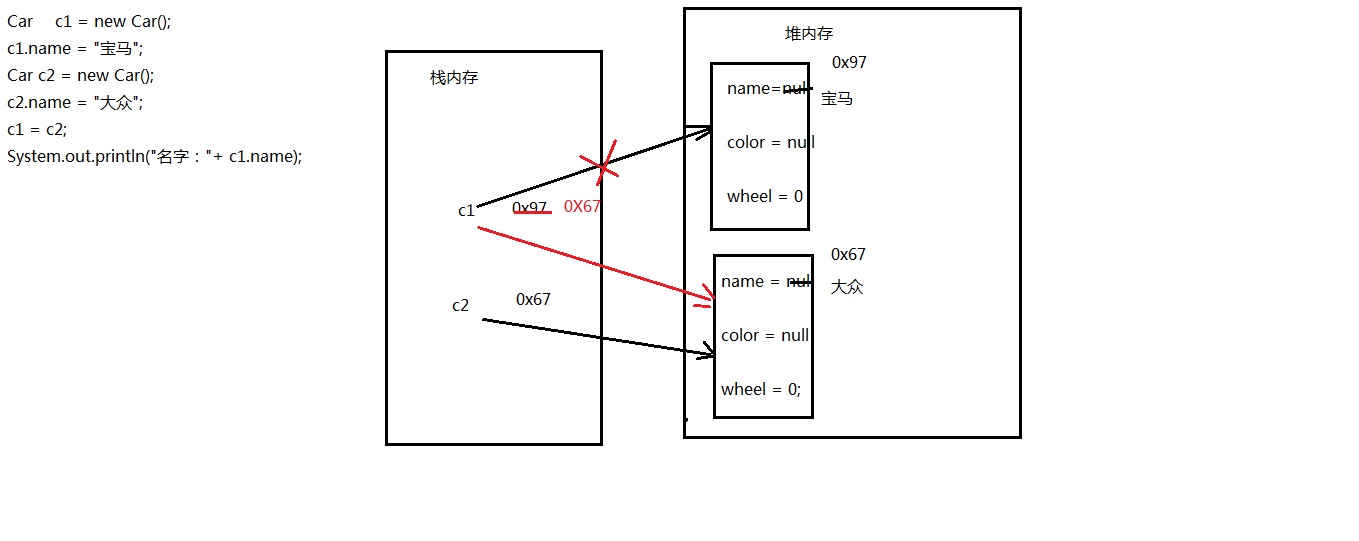 Car c1 = new Car();
c1.name = "宝马";
Car c2 = new Car();
c2.name = "大众";
c1 = c2;
System.out.println("名字："+ c1.name);
栈内存
c1 0x97 0X67
c2 0x67
堆内存
0x97
name=null
宝马
color = null
wheel = 0
0x67
name = null
大众
color = null
wheel = 0;